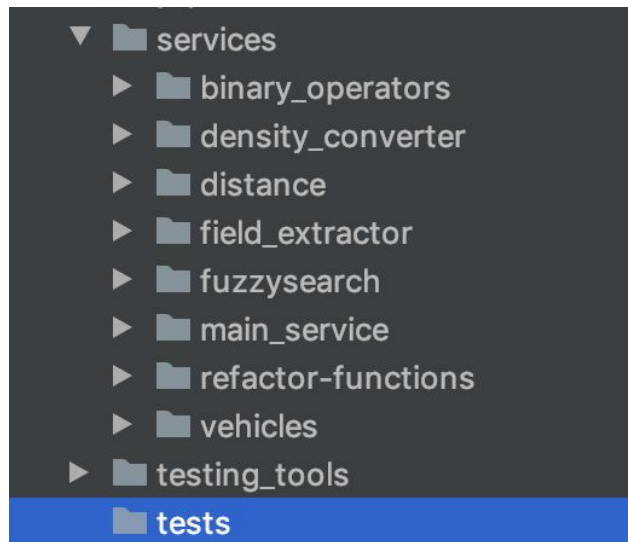 services
binary_operators
density_converter
distance
field_extractor
fuzzysearch
main_service
refactor-functions
vehicles
testing_tools
tests